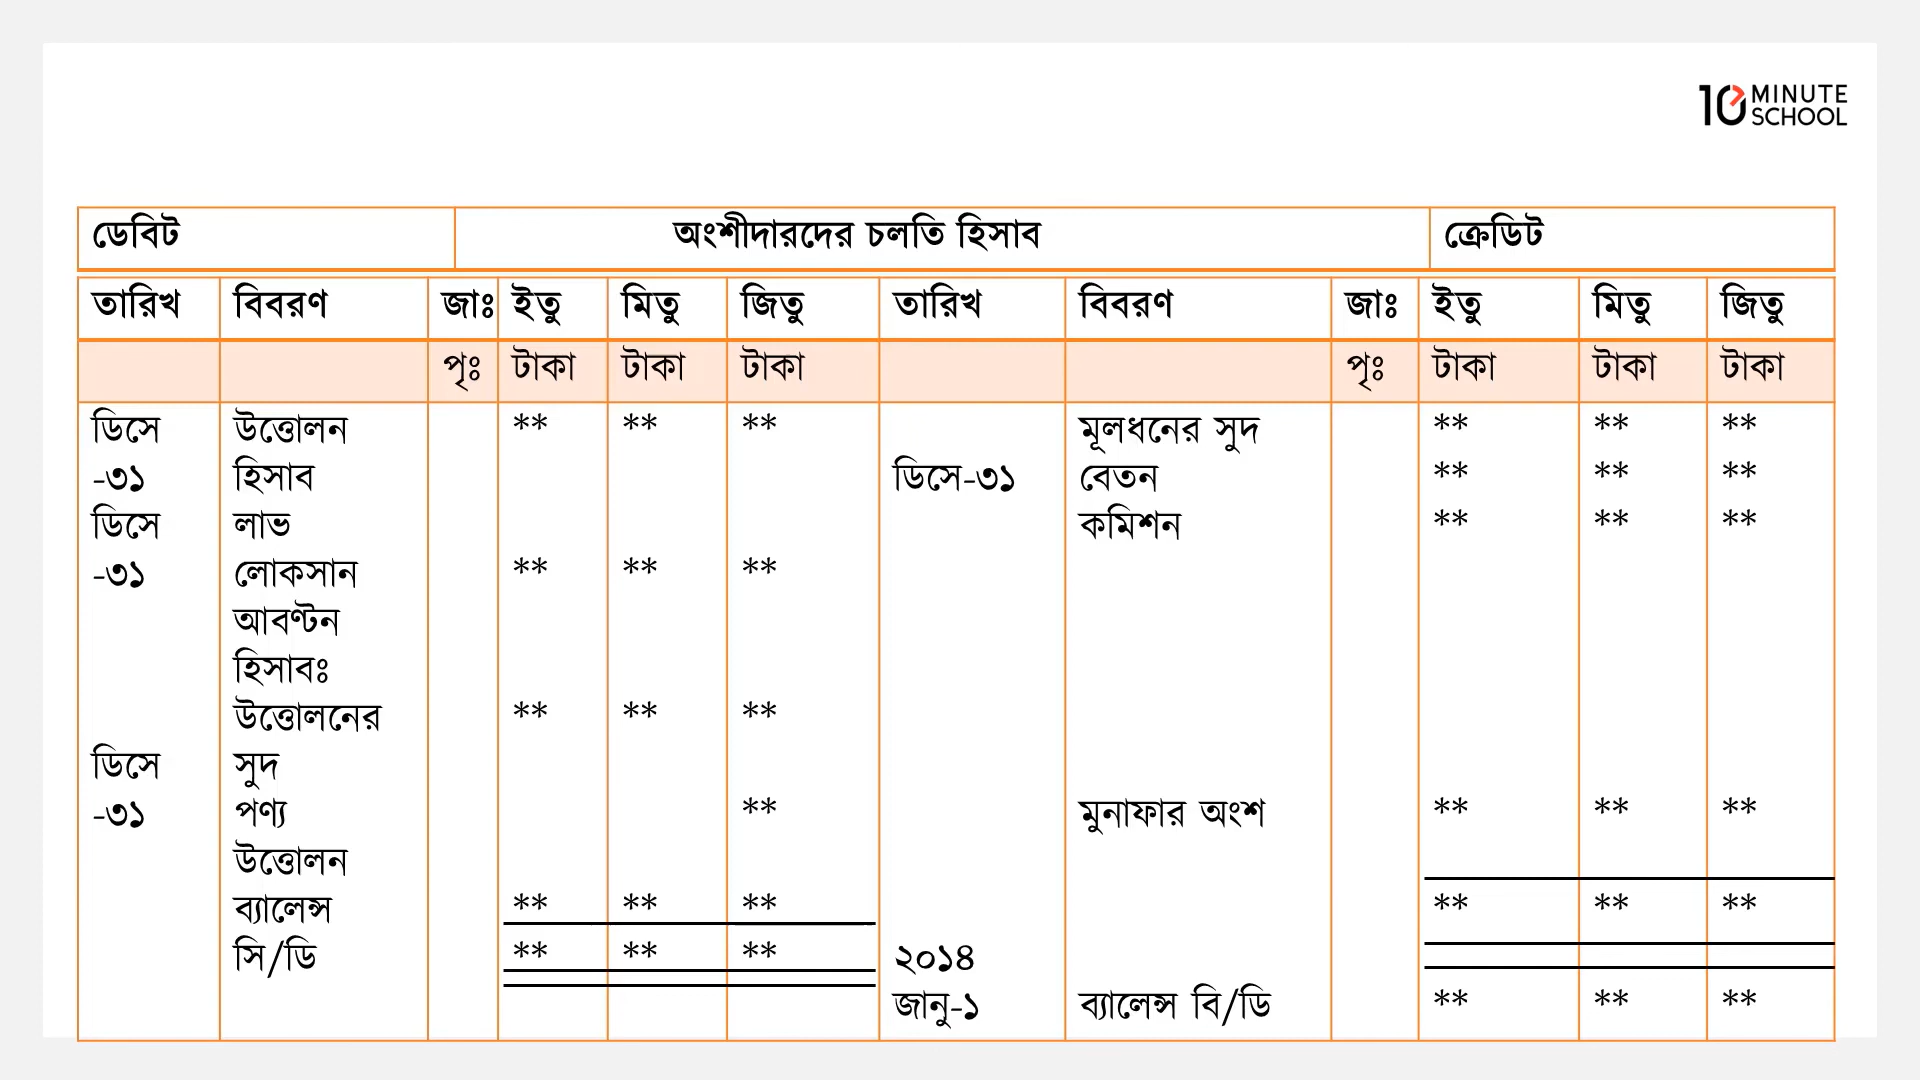 10 MINUTE
SCHOOL
ডেবিট অংশীদারদের চলতি হিসাব ক্রেডিট
তারিখ বিবরণ জাঃ ইতু মিতু জিতু তারিখ বিবরণ জাঃ ইতু মিতু জিতু
পৃঃ টাকা টাকা টাকা পৃঃ টাকা টাকা টাকা
ডিসে উত্তোলন ** ** ** মূলধনের সুদ ** ** **
-৩১ হিসাব ডিসে-৩১ বেতন ** ** **
ডিসে লাভ কমিশন ** ** **
-৩১ লোকসান ** ** **
আবণ্টন
হিসাবঃ
উত্তোলনের ** ** **
ডিসে সুদ
-৩১ পণ্য ** মুনাফার অংশ ** ** **
উত্তোলন
ব্যালেন্স ** ** ** ** ** **
সি/ডি ** ** ** ২০১৪
জানু-১ ব্যালেন্স বি/ডি ** ** **